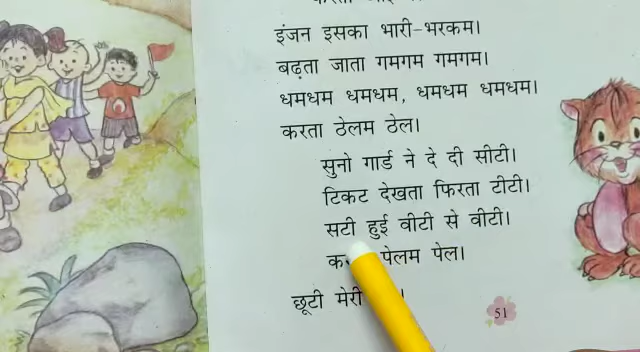 इंजन इसका भारी-भरकम।
बढ़ता जाता गमगम गमगम।
धमधम धमधम, धमधम धमधम।
करता ठेलम ठेल।
सुनो गार्ड ने दे दी सीटी।
टिकट देखता फिरता टीटी।
सटी हुई वीटी से वीटी।
पेलम पेल।
छूटी मेरी
51